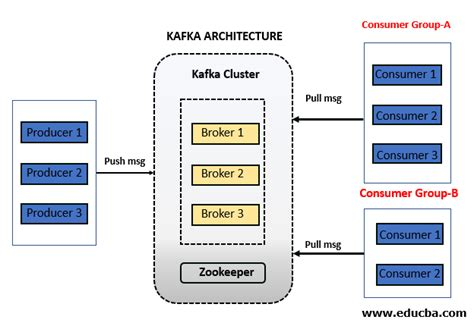 KAFKA ARCHITECTURE
Kafka Cluster
Broker 1
Broker 2
Broker 3
Zookeeper
Producer 1
Producer 2
Producer 3
Push msg
Consumer Group-A
Consumer 1
Consumer 2
Consumer 3
Pull msg
Consumer Group-B
Consumer 1
Consumer 2
Pull msg
www.educba.com